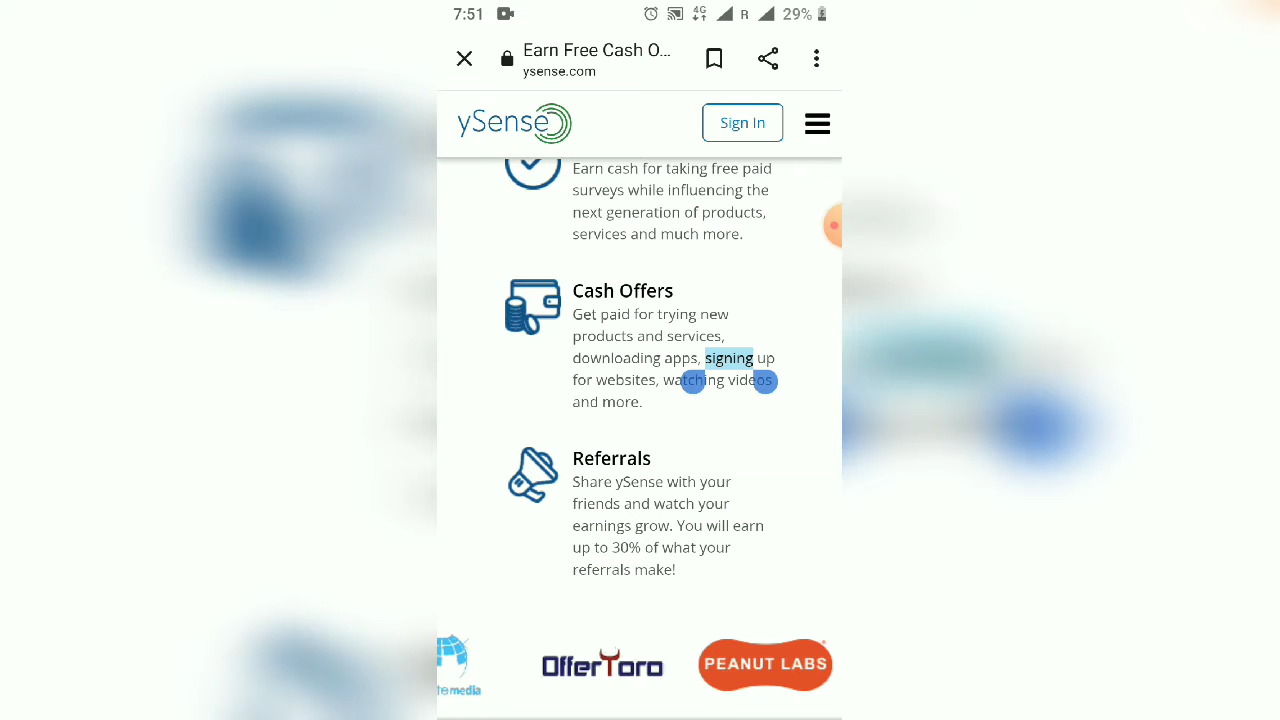 7:51
4G
R
29%
Earn Free Cash O...
ysense.com
ySense
Sign In
Earn cash for taking free paid
surveys while influencing the
next generation of products,
services and much more.
Cash Offers
Get paid for trying new
products and services,
downloading apps, signing up
for websites, watching videos
and more.
Referrals
Share ySense with your
friends and watch your
earnings grow. You will earn
up to 30% of what your
referrals make!
media
OfferToro
PEANUT LABS